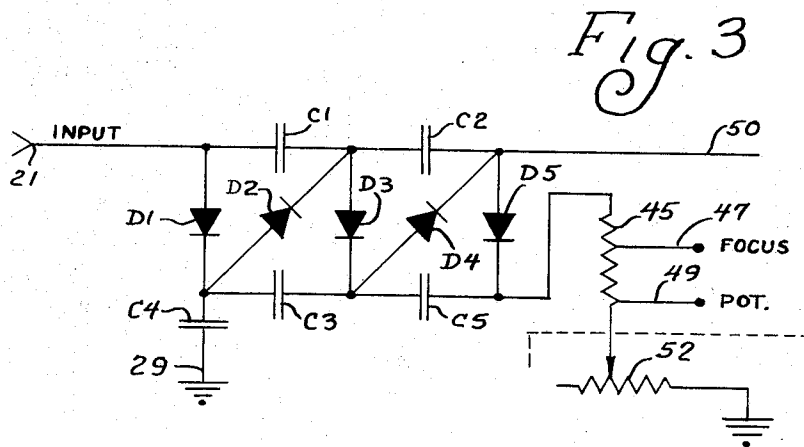 Fig. 3
INPUT
21
C1
C2
50
D1
D2
D3
D4
D5
45
47
FOCUS
49
POT.
C4
C3
C5
29
52